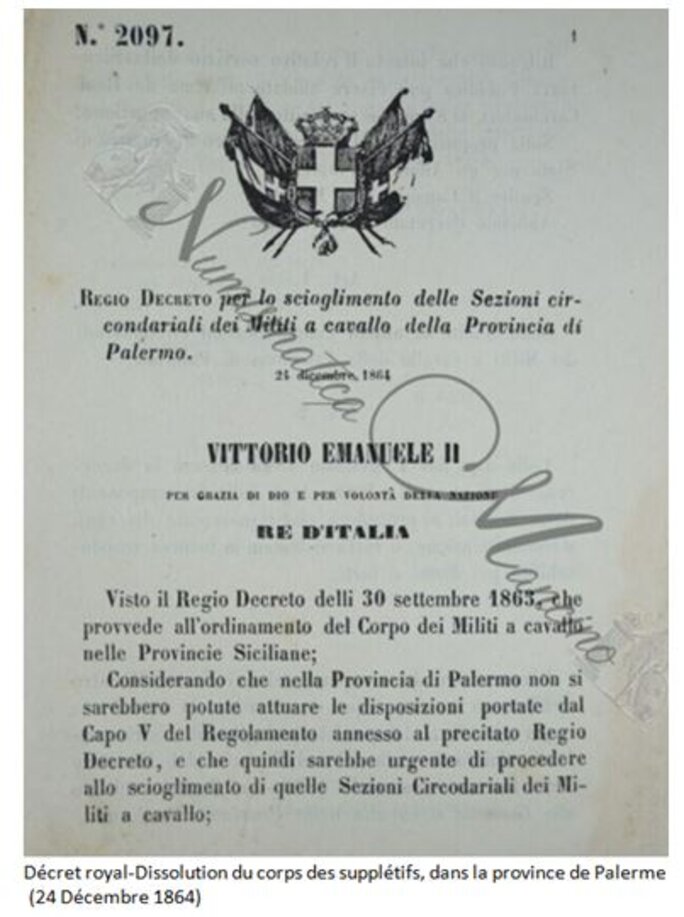 N.° 2097.
1
REGIO DECRETO per lo scioglimento delle Sezioni cir-
condariali dei Militi a cavallo della Provincia di
Palermo.
24 dicembre, 1864
VITTORIO EMANUELE II
PER GRAZIA DI DIO E PER VOLONTÀ DELLA NAZIONE
RE D'ITALIA
Visto il Regio Decreto delli 30 settembre 1863, che
provvede all'ordinamento del Corpo dei Militi a cavallo
nelle Provincie Siciliane;
Considerando che nella Provincia di Palermo non si
sarebbero potute attuare le disposizioni portate dal
Capo V del Regolamento annesso al precitato Regio
Decreto, e che quindi sarebbe urgente di procedere
allo scioglimento di quelle Sezioni Circodariali dei Mi-
liti a cavallo;
Numismatica Mancino
Décret royal-Dissolution du corps des supplétifs, dans la province de Palerme
(24 Décembre 1864)